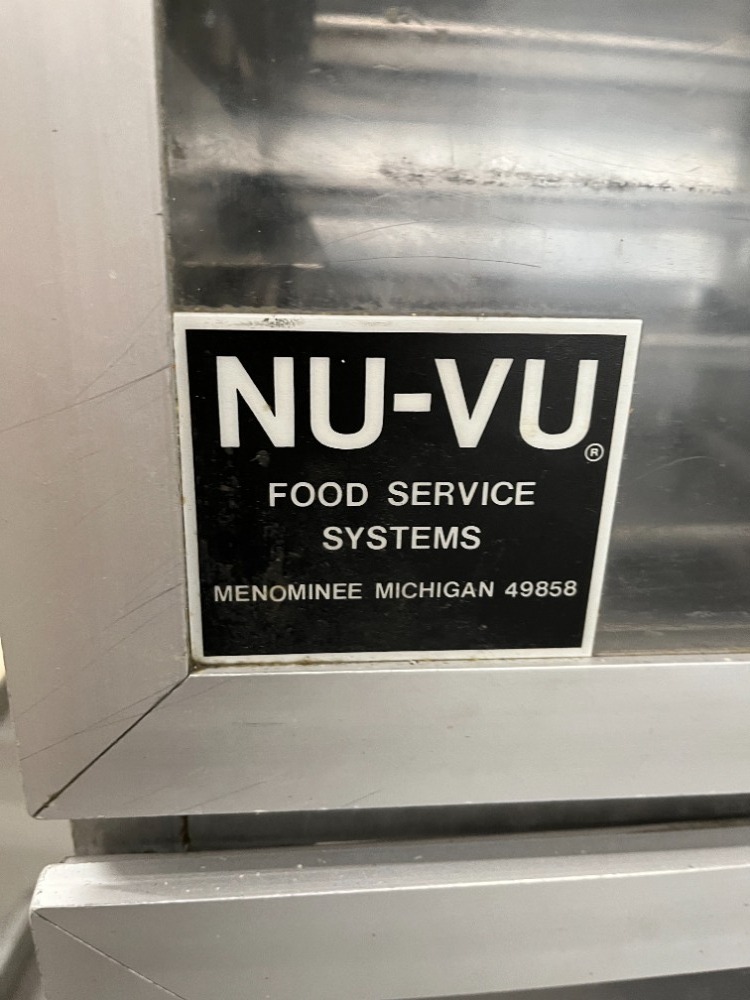 NU-VU®
FOOD SERVICE
SYSTEMS
MENOMINEE MICHIGAN 49858